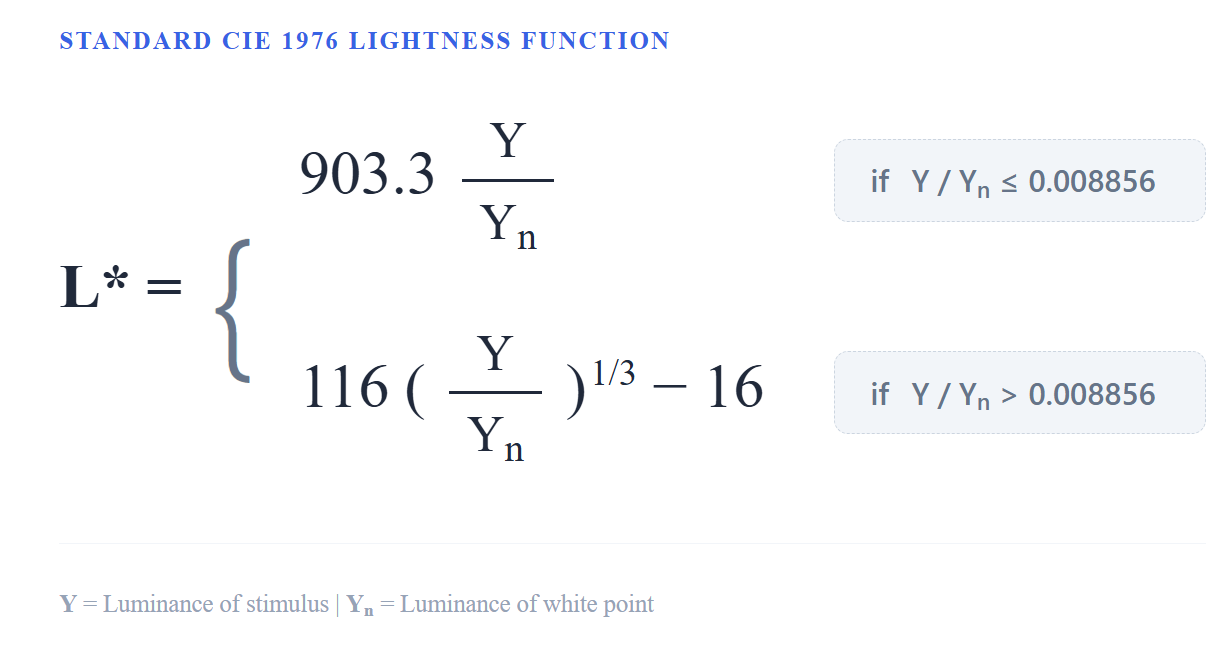 STANDARD CIE 1976 LIGHTNESS FUNCTION
903.3 Y / Yn if Y / Yn ≤ 0.008856
L* = {
116 ( Y / Yn )^1/3 − 16 if Y / Yn > 0.008856
Y = Luminance of stimulus | Yn = Luminance of white point